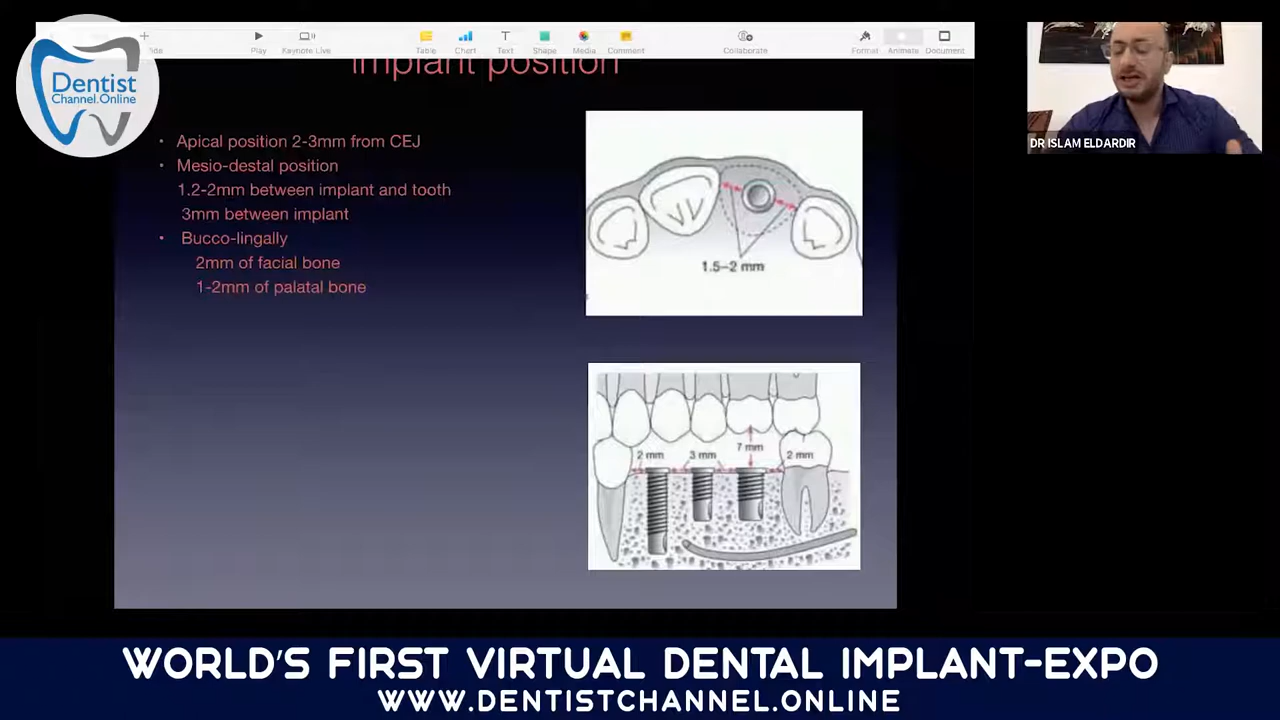 Dentist
Channel.Online
Play
Keynote Live
Table
Chart
Text
Shape
Media
Comment
Collaborate
Format
Animate
Document
implant position
• Apical position 2-3mm from CEJ
• Mesio-destal position
1.2-2mm between implant and tooth
3mm between implant
• Bucco-lingally
2mm of facial bone
1-2mm of palatal bone
1.5–2 mm
7 mm
2 mm
3 mm
2 mm
DR ISLAM ELDARDIR
WORLD'S FIRST VIRTUAL DENTAL IMPLANT-EXPO
WWW.DENTISTCHANNEL.ONLINE